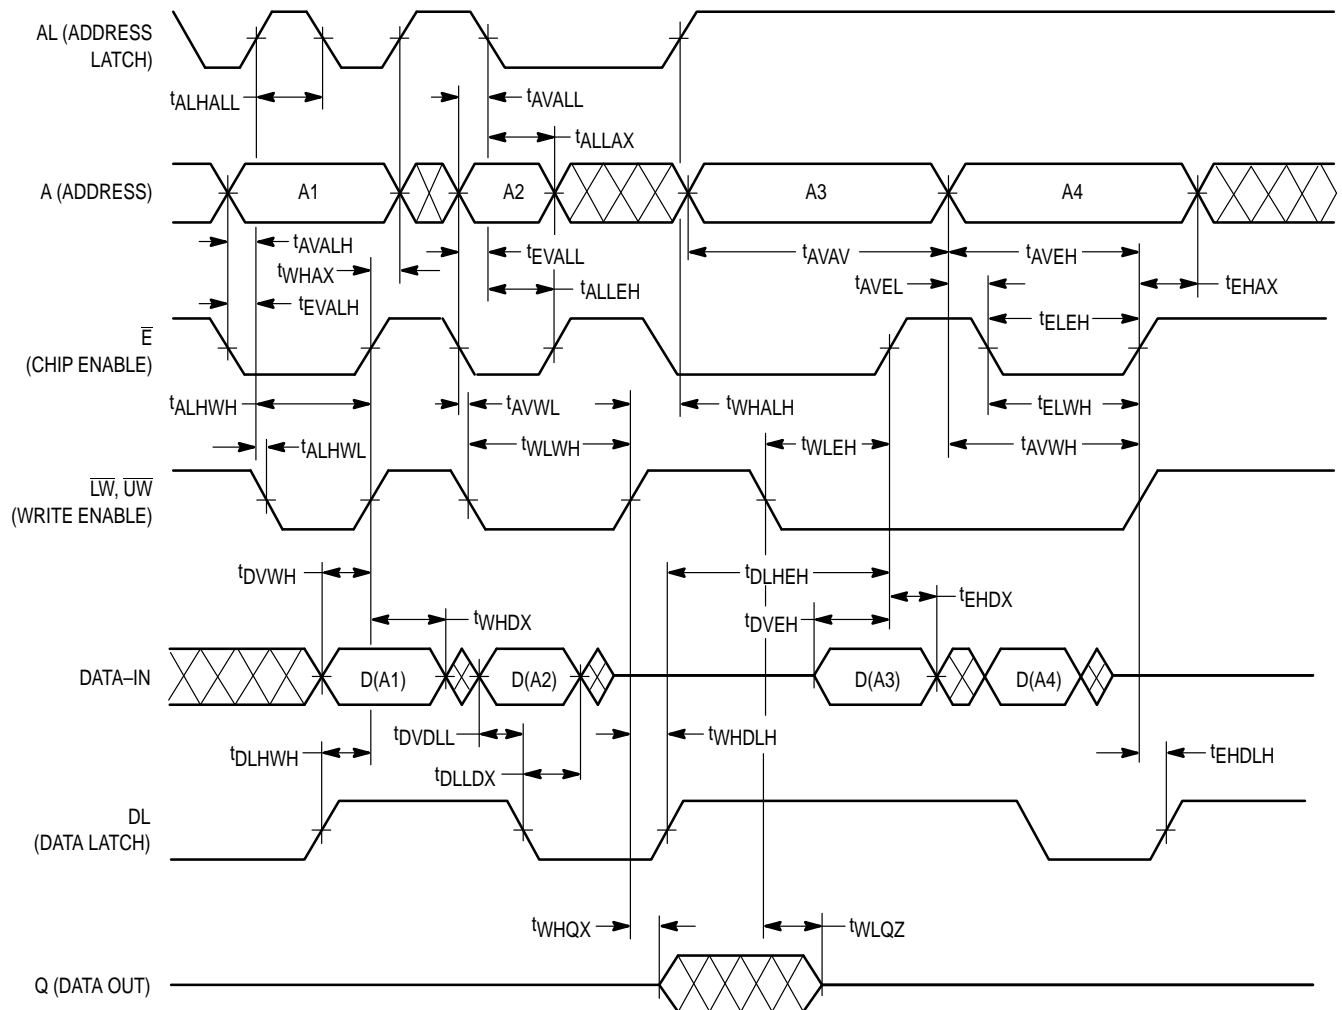 AL (ADDRESS
LATCH)
tALHALL
tAVALL
tALLAX
A (ADDRESS)
A1
A2
A3
A4
tAVALH
tEVALL
tAVAV
tAVEH
tWHAX
tALLEH
tAVEL
tEHAX
tEVALH
tELEH
E̅
(CHIP ENABLE)
tALHWH
tAVWL
tWHALH
tELWH
tALHWL
tWLWH
tWLEH
tAVWH
L̅W̅, U̅W̅
(WRITE ENABLE)
tDVWH
tDLHEH
tWHDX
tDVEH
tEHDX
DATA–IN
D(A1)
D(A2)
D(A3)
D(A4)
tDLHWH
tDVDLL
tWHDLH
tEHDLH
tDLLDX
DL
(DATA LATCH)
tWHQX
tWLQZ
Q (DATA OUT)